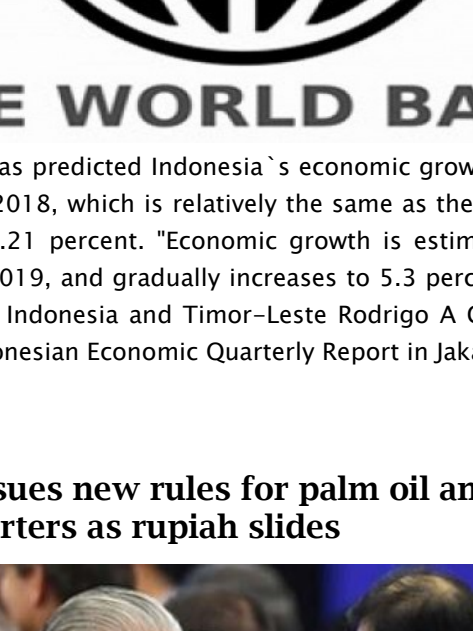 E WORLD BA
as predicted Indonesia`s economic grow
2018, which is relatively the same as the
.21 percent. "Economic growth is estim
019, and gradually increases to 5.3 perc
Indonesia and Timor-Leste Rodrigo A C
onesian Economic Quarterly Report in Jaka
sues new rules for palm oil an
rters as rupiah slides